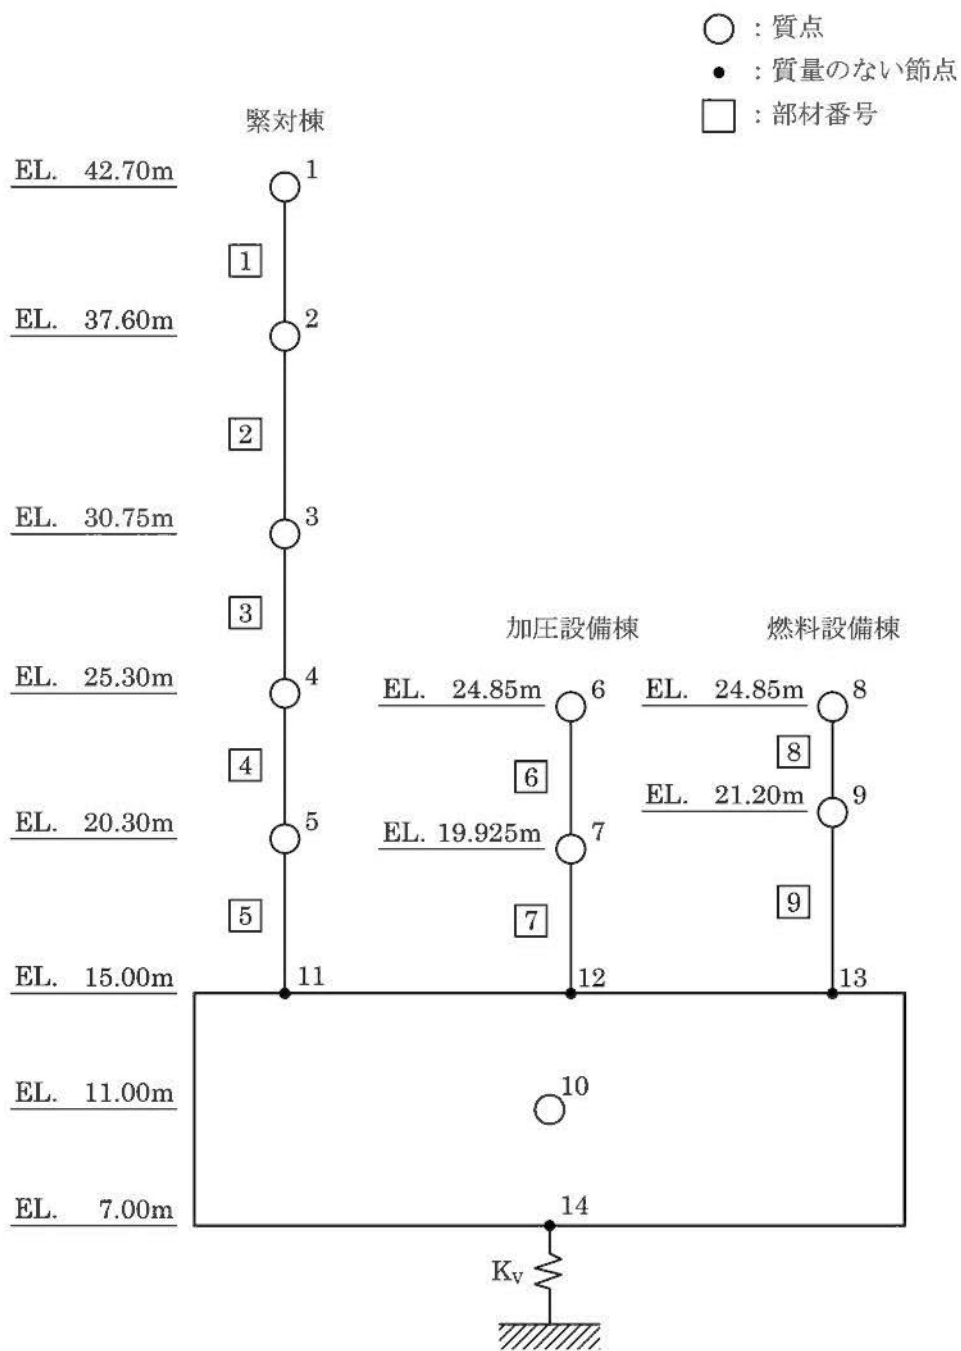 ：質点
：質量のない節点
：部材番号
緊対棟
EL. 42.70m
1
1
EL. 37.60m
2
2
EL. 30.75m
3
3
加圧設備棟
燃料設備棟
EL. 25.30m
4
EL. 24.85m
6
EL. 24.85m
8
4
6
8
EL. 21.20m
9
EL. 20.30m
5
EL. 19.925m
7
5
7
9
EL. 15.00m
11
12
13
EL. 11.00m
10
EL. 7.00m
14
Kv